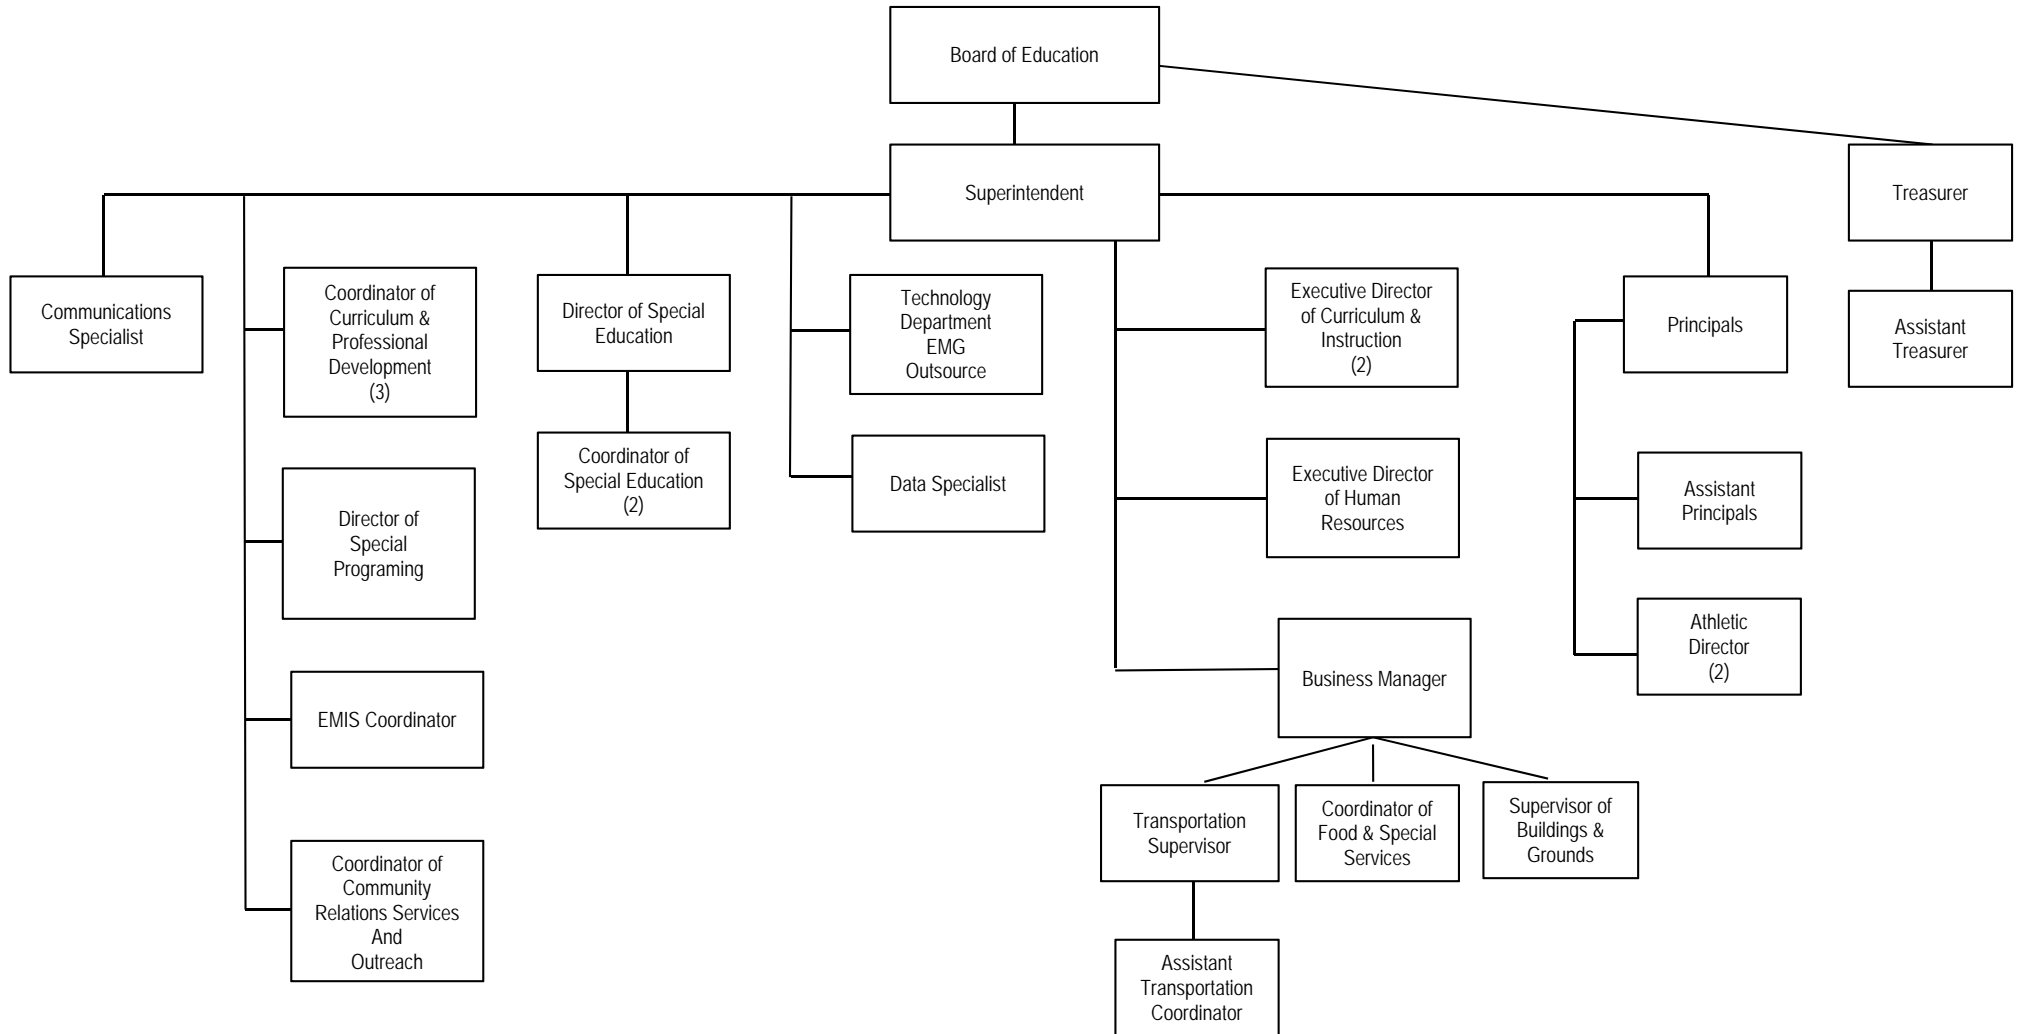 Board of Education
Superintendent
Treasurer
Communications
Specialist
Coordinator of
Curriculum &
Professional
Development
(3)
Director of Special
Education
Technology
Department
EMG
Outsource
Executive Director
of Curriculum &
Instruction
(2)
Principals
Assistant
Treasurer
Coordinator of
Special Education
(2)
Data Specialist
Executive Director
of Human
Resources
Assistant
Principals
Director of
Special
Programing
Athletic
Director
(2)
EMIS Coordinator
Business Manager
Transportation
Supervisor
Coordinator of
Food & Special
Services
Supervisor of
Buildings &
Grounds
Coordinator of
Community
Relations Services
And
Outreach
Assistant
Transportation
Coordinator